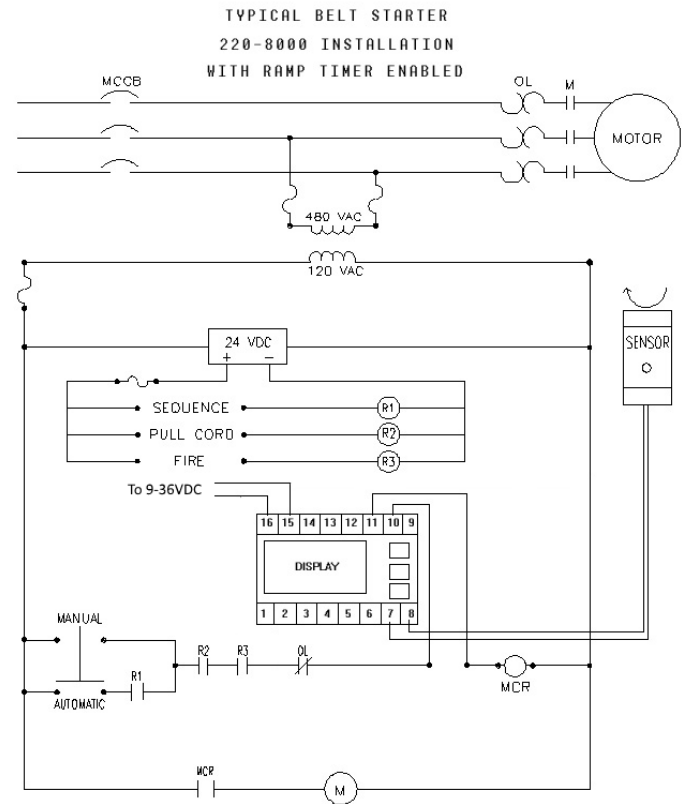 TYPICAL BELT STARTER
220-8000 INSTALLATION
WITH RAMP TIMER ENABLED
MCCB
OL M
MOTOR
480 VAC
120 VAC
24 VDC
+ −
SENSOR
SEQUENCE R1
PULL CORD R2
FIRE R3
To 9-36VDC
16 15 14 13 12 11 10 9
DISPLAY
1 2 3 4 5 6 7 8
MANUAL
R2 R3 OL
R1
AUTOMATIC
MCR
MCR
M